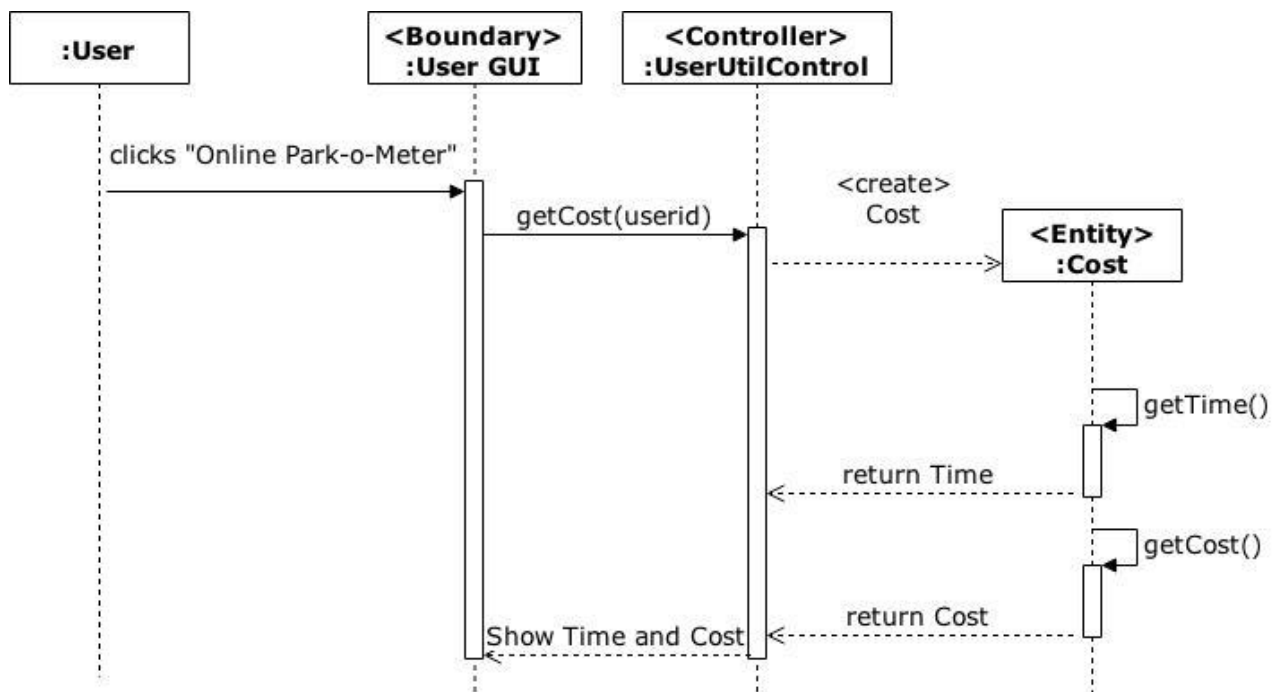 :User
<Boundary>
:User GUI
<Controller>
:UserUtilControl
clicks "Online Park-o-Meter"
getCost(userid)
<create>
Cost
<Entity>
:Cost
getTime()
return Time
getCost()
return Cost
Show Time and Cost